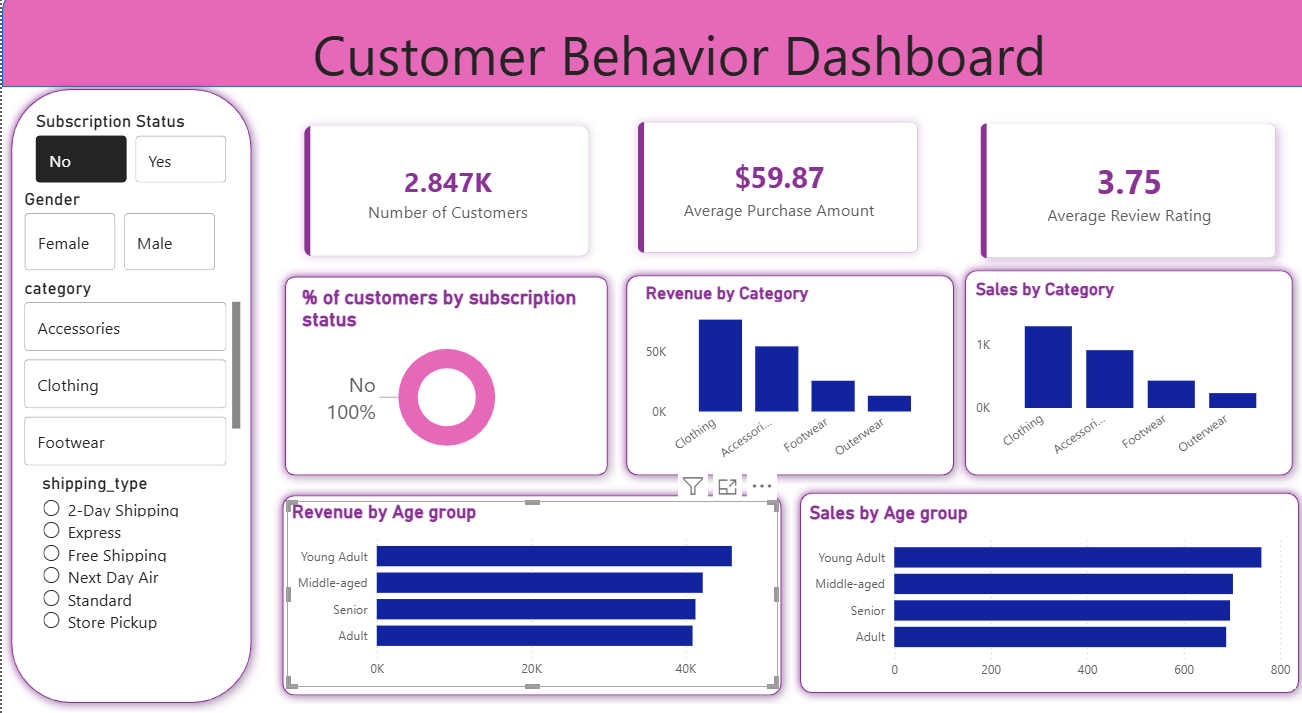 Customer Behavior Dashboard
Subscription Status
No
Yes
Gender
Female
Male
category
Accessories
Clothing
Footwear
shipping_type
2-Day Shipping
Express
Free Shipping
Next Day Air
Standard
Store Pickup
2.847K
Number of Customers
$59.87
Average Purchase Amount
3.75
Average Review Rating
% of customers by subscription
status
No
100%
Revenue by Category
50K
0K
Clothing
Accessori...
Footwear
Outerwear
Sales by Category
1K
0K
Clothing
Accessori...
Footwear
Outerwear
Revenue by Age group
Young Adult
Middle-aged
Senior
Adult
0K
20K
40K
Sales by Age group
Young Adult
Middle-aged
Senior
Adult
0
200
400
600
800